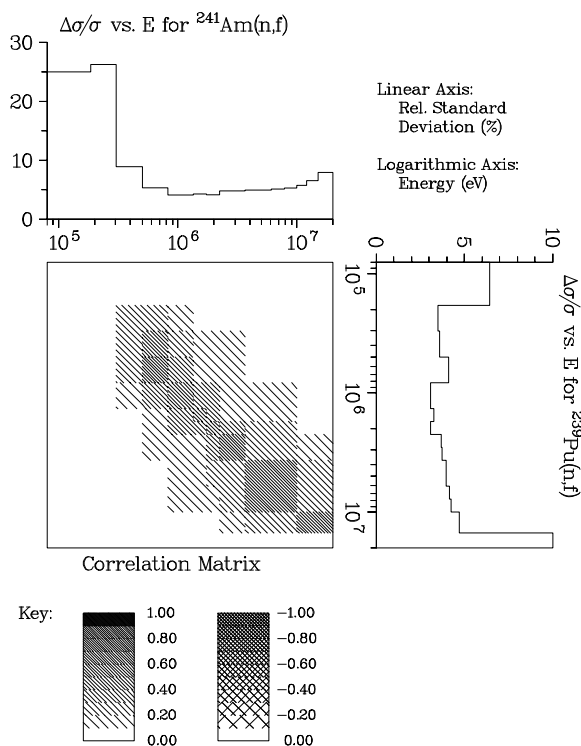 Δσ/σ vs. E for ²⁴¹Am(n,f)
30
20
10
0
10⁵ 10⁶ 10⁷
Linear Axis:
Rel. Standard
Deviation (%)
Logarithmic Axis:
Energy (eV)
0 5 10
10⁵
10⁶
10⁷
Δσ/σ vs. E for ²³⁹Pu(n,f)
Correlation Matrix
Key:
1.00 -1.00
0.80 -0.80
0.60 -0.60
0.40 -0.40
0.20 -0.20
0.00 0.00